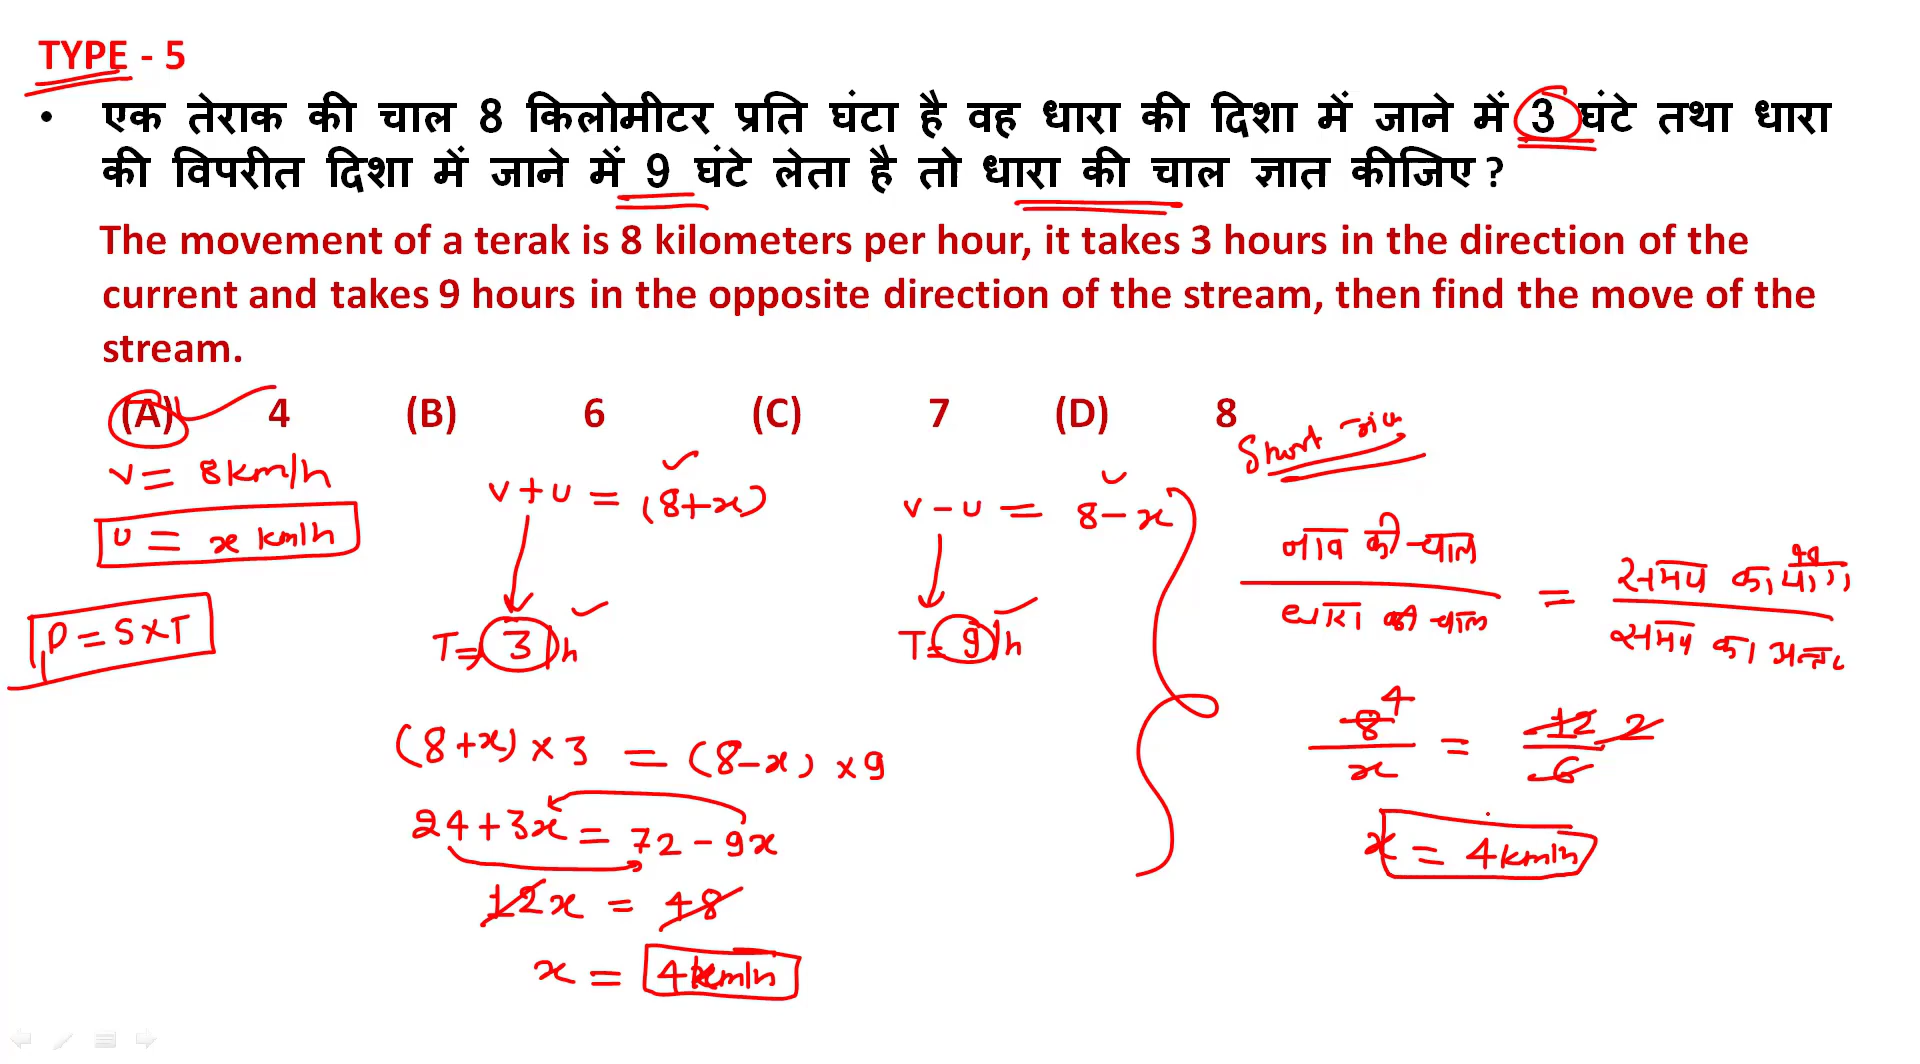 TYPE - 5
• एक तेराक की चाल 8 किलोमीटर प्रति घंटा है वह धारा की दिशा में जाने में 3 घंटे तथा धारा
की विपरीत दिशा में जाने में 9 घंटे लेता है तो धारा की चाल ज्ञात कीजिए ?
The movement of a terak is 8 kilometers per hour, it takes 3 hours in the direction of the
current and takes 9 hours in the opposite direction of the stream, then find the move of the
stream.
(A) 4 (B) 6 (C) 7 (D) 8
Short
v = 8km/h
v+u = (8+x)
v-u = 8-x
u = x km/h
नाव की चाल
धारा की चाल
=
समय का योग
समय का अन्तर
D = S×T
T= 3 h
T= 9 h
(8+x) × 3 = (8-x) × 9
8 4
x
=
12 2
6
24+3x = 72-9x
x = 4km/h
12x = 48
x = 4km/h